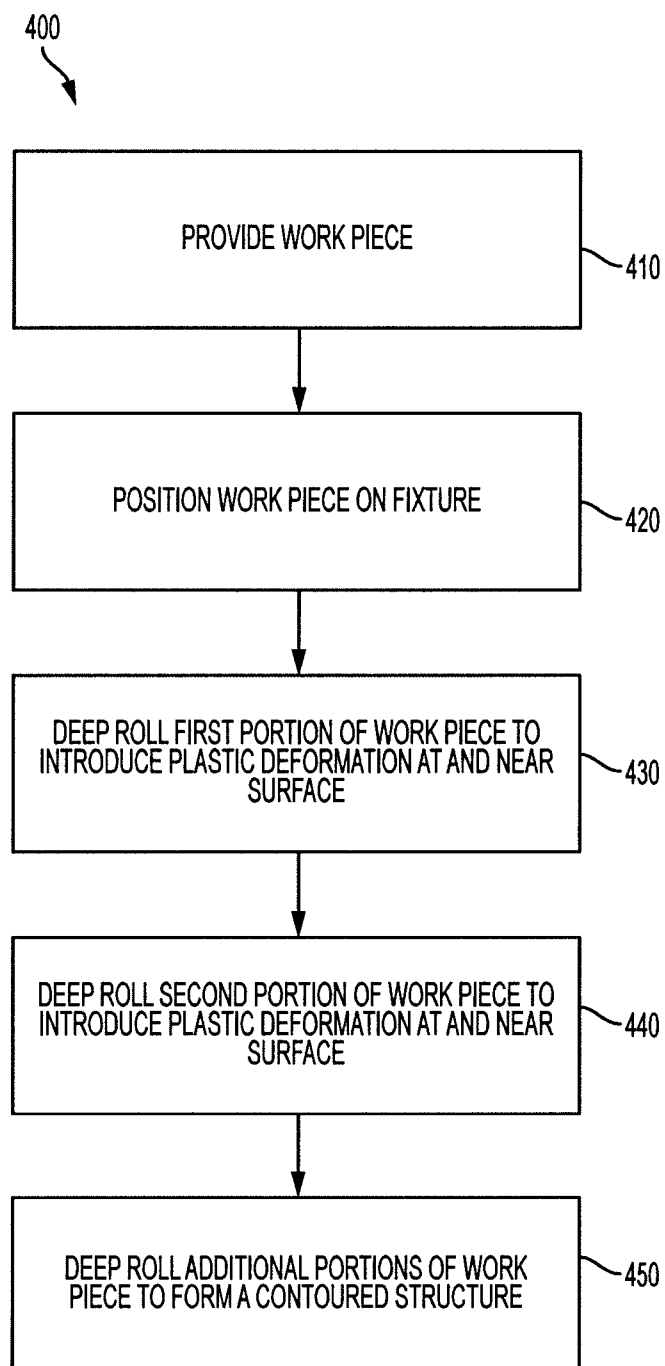 400
PROVIDE WORK PIECE
410
POSITION WORK PIECE ON FIXTURE
420
DEEP ROLL FIRST PORTION OF WORK PIECE TO
INTRODUCE PLASTIC DEFORMATION AT AND NEAR
SURFACE
430
DEEP ROLL SECOND PORTION OF WORK PIECE TO
INTRODUCE PLASTIC DEFORMATION AT AND NEAR
SURFACE
440
DEEP ROLL ADDITIONAL PORTIONS OF WORK
PIECE TO FORM A CONTOURED STRUCTURE
450